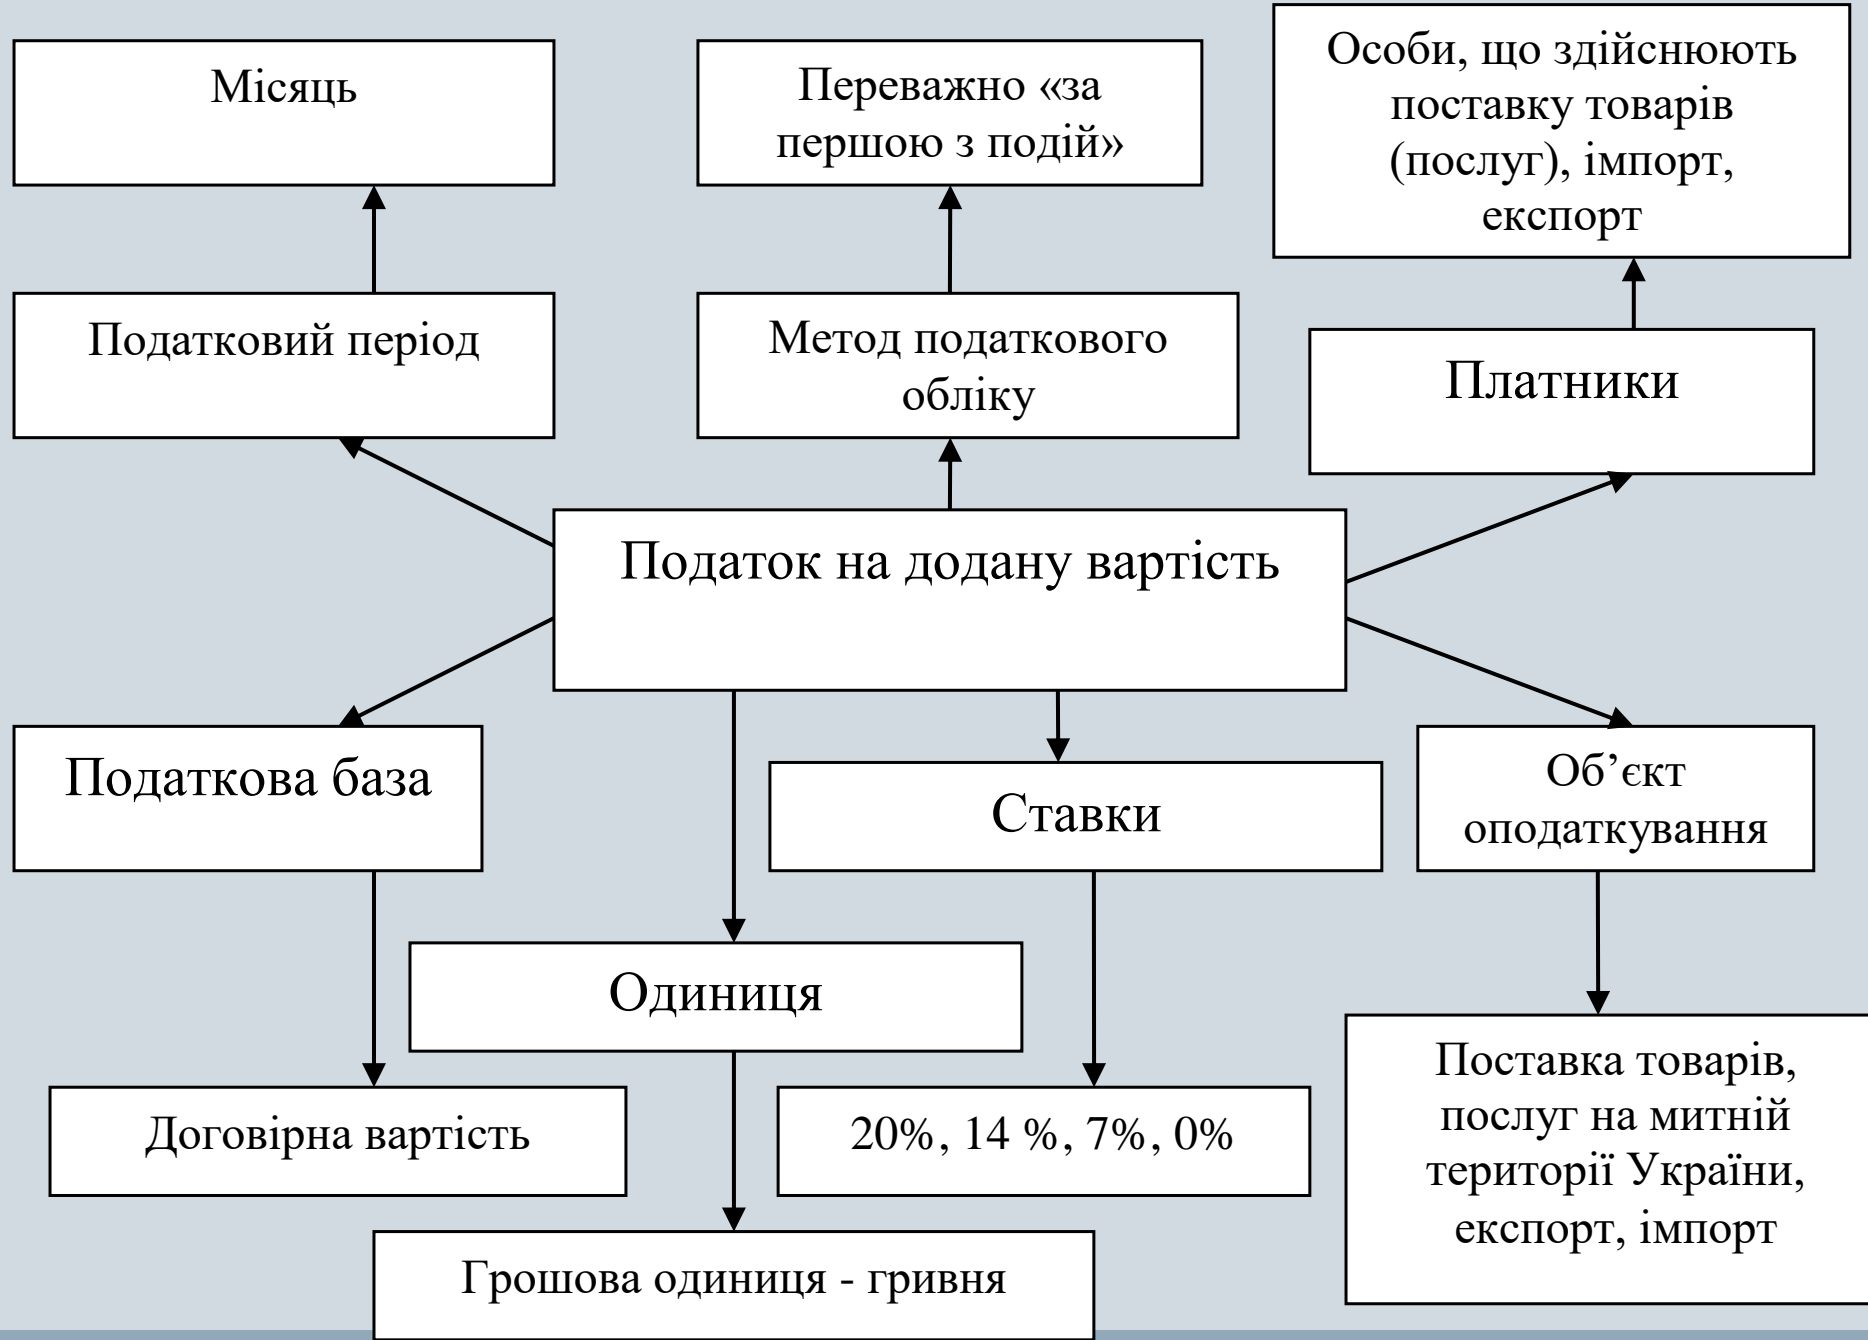 Місяць
Переважно «за
першою з подій»
Особи, що здійснюють
поставку товарів
(послуг), імпорт,
експорт
Податковий період
Метод податкового
обліку
Платники
Податок на додану вартість
Податкова база
Ставки
Об’єкт
оподаткування
Одиниця
Договірна вартість
20%, 14 %, 7%, 0%
Поставка товарів,
послуг на митній
території України,
експорт, імпорт
Грошова одиниця - гривня